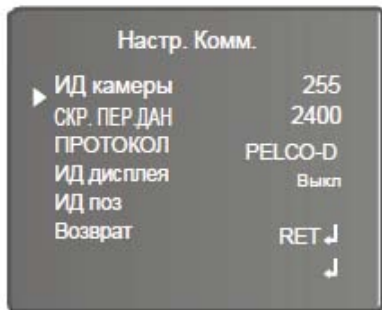 Настр. Комм.
ИД камеры 255
СКР. ПЕР.ДАН 2400
ПРОТОКОЛ PELCO-D
ИД дисплея Выкл
ИД поз
Возврат RET